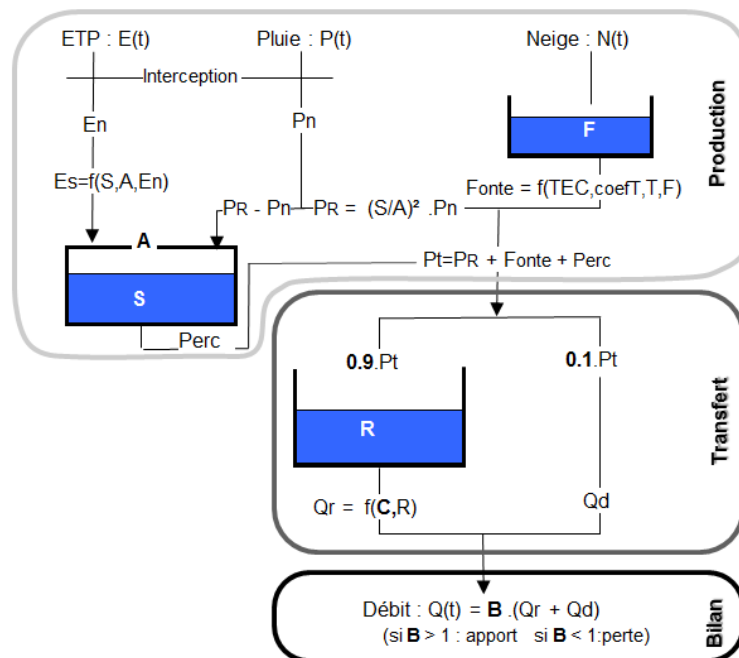 ETP : E(t)
Pluie : P(t)
Neige : N(t)
Interception
En
Pn
F
Es=f(S,A,En)
Fonte = f(TEC,coefT,T,F)
PR - Pn
PR = (S/A)² .Pn
A
Pt=PR + Fonte + Perc
S
Perc
Production
0.9.Pt
0.1.Pt
R
Qr = f(C,R)
Qd
Transfert
Débit : Q(t) = B .(Qr + Qd)
(si B > 1 : apport si B < 1:perte)
Bilan